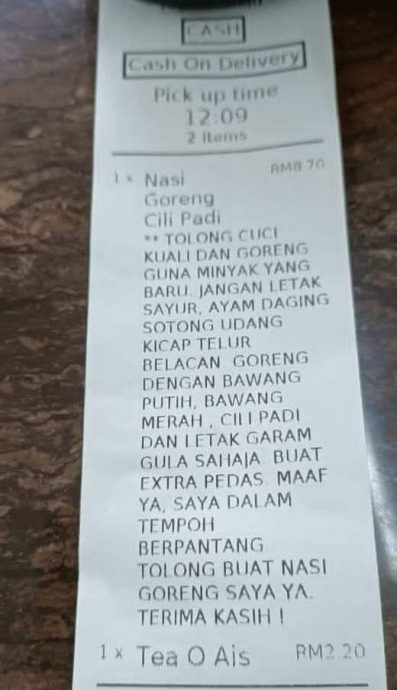 CASH
Cash On Delivery
Pick up time
12:09
2 Items
1 x Nasi RM8.70
Goreng
Cili Padi
** TOLONG CUCI
KUALI DAN GORENG
GUNA MINYAK YANG
BARU. JANGAN LETAK
SAYUR, AYAM DAGING
SOTONG UDANG
KICAP TELUR
BELACAN. GORENG
DENGAN BAWANG
PUTIH, BAWANG
MERAH , CILI PADI
DAN LETAK GARAM
GULA SAHAJA. BUAT
EXTRA PEDAS. MAAF
YA, SAYA DALAM
TEMPOH
BERPANTANG
TOLONG BUAT NASI
GORENG SAYA YA.
TERIMA KASIH !
1 x Tea O Ais RM2.20